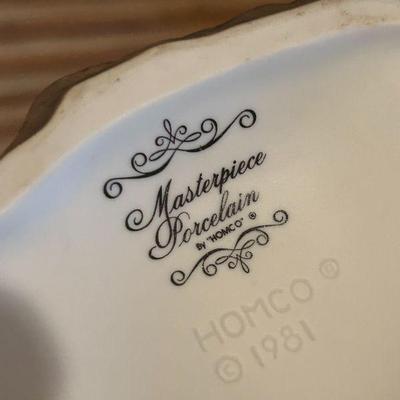 Masterpiece
Porcelain
By "HOMCO" ®
HOMCO ®
© 1981